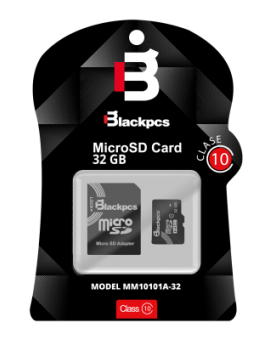 B
Blackpcs
MicroSD Card
32 GB
CLASE
10
Blackpcs
micro
SD
Micro SD Adapter
MODEL MM10101A-32
Class 10